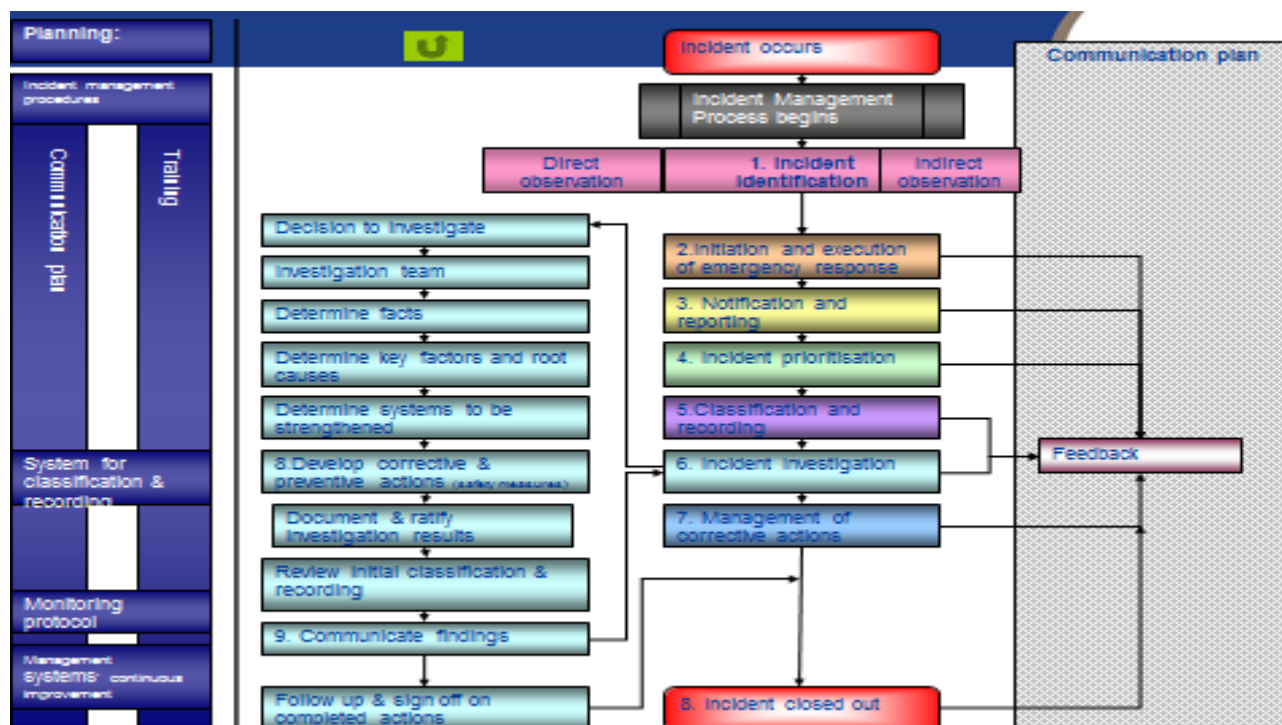 Planning:
Incident occurs
Communication plan
Incident management
procedures
Incident Management
Process begins
Direct
observation
1. Incident
Identification
Indirect
observation
Communicator plan
Training
Decision to investigate
2.Initiation and execution
of emergency response
Investigation team
3. Notification and
reporting
Determine facts
Determine key factors and root
causes
4. Incident prioritisation
Determine systems to be
strengthened
5.Classification and
recording
System for
classification &
recording
8.Develop corrective &
preventive actions (safety measures)
6. Incident investigation
Feedback
Document & ratify
investigation results
7. Management of
corrective actions
Review initial classification &
recording
Monitoring
protocol
9. Communicate findings
Management
systems- continuous
improvement
Follow up & sign off on
completed actions
8. Incident closed out